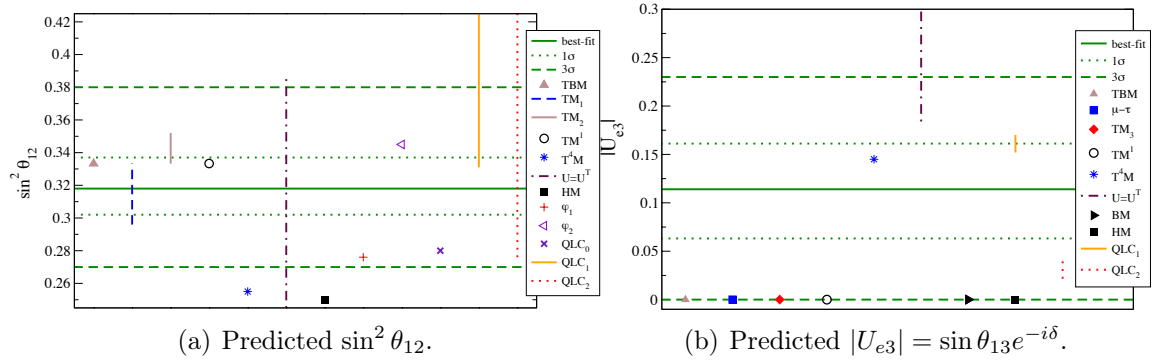 0.42
0.4
0.38
0.36
0.34
0.32
0.3
0.28
0.26
sin² θ₁₂
best-fit
1σ
3σ
TBM
TM₁
TM₂
TM¹
T⁴M
U=Uᵀ
HM
φ₁
φ₂
QLC₀
QLC₁
QLC₂
(a) Predicted sin² θ₁₂.
0.3
0.25
0.2
0.15
0.1
0.05
0
|Uₑ₃|
best-fit
1σ
3σ
TBM
μ−τ
TM₃
TM¹
T⁴M
U=Uᵀ
BM
HM
QLC₁
QLC₂
(b) Predicted |Uₑ₃| = sin θ₁₃e^{−iδ}.